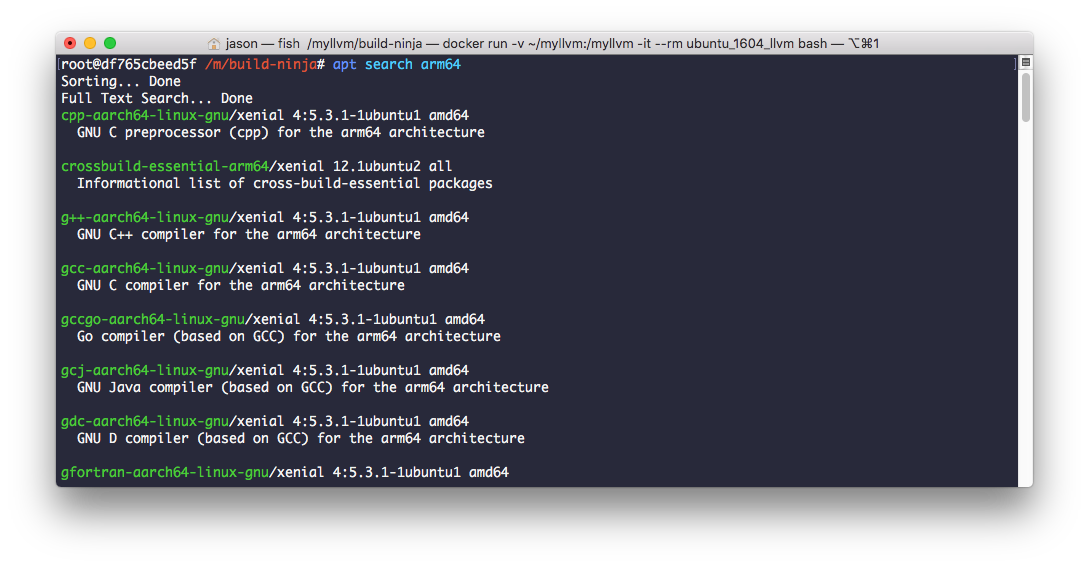 jason — fish /myllvm/build-ninja — docker run -v ~/myllvm:/myllvm -it --rm ubuntu_1604_llvm bash — ⌥⌘1
[root@df765cbeed5f /m/build-ninja# apt search arm64 ]
Sorting... Done
Full Text Search... Done
cpp-aarch64-linux-gnu/xenial 4:5.3.1-1ubuntu1 amd64
GNU C preprocessor (cpp) for the arm64 architecture
crossbuild-essential-arm64/xenial 12.1ubuntu2 all
Informational list of cross-build-essential packages
g++-aarch64-linux-gnu/xenial 4:5.3.1-1ubuntu1 amd64
GNU C++ compiler for the arm64 architecture
gcc-aarch64-linux-gnu/xenial 4:5.3.1-1ubuntu1 amd64
GNU C compiler for the arm64 architecture
gccgo-aarch64-linux-gnu/xenial 4:5.3.1-1ubuntu1 amd64
Go compiler (based on GCC) for the arm64 architecture
gcj-aarch64-linux-gnu/xenial 4:5.3.1-1ubuntu1 amd64
GNU Java compiler (based on GCC) for the arm64 architecture
gdc-aarch64-linux-gnu/xenial 4:5.3.1-1ubuntu1 amd64
GNU D compiler (based on GCC) for the arm64 architecture
gfortran-aarch64-linux-gnu/xenial 4:5.3.1-1ubuntu1 amd64